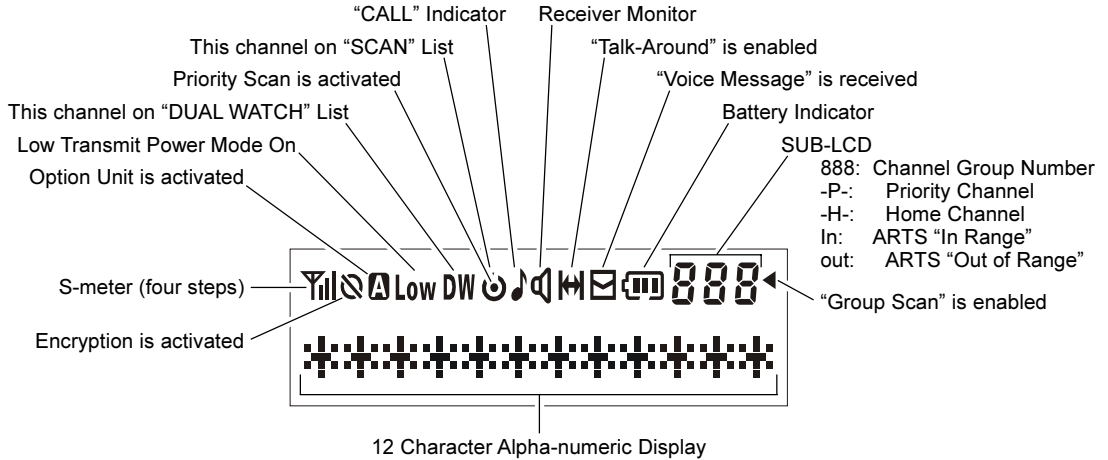 “CALL” Indicator
Receiver Monitor
This channel on “SCAN” List
“Talk-Around” is enabled
Priority Scan is activated
“Voice Message” is received
This channel on “DUAL WATCH” List
Battery Indicator
Low Transmit Power Mode On
SUB-LCD
Option Unit is activated
888: Channel Group Number
-P-: Priority Channel
-H-: Home Channel
In: ARTS “In Range”
out: ARTS “Out of Range”
S-meter (four steps)
A Low DW 888
“Group Scan” is enabled
Encryption is activated
12 Character Alpha-numeric Display